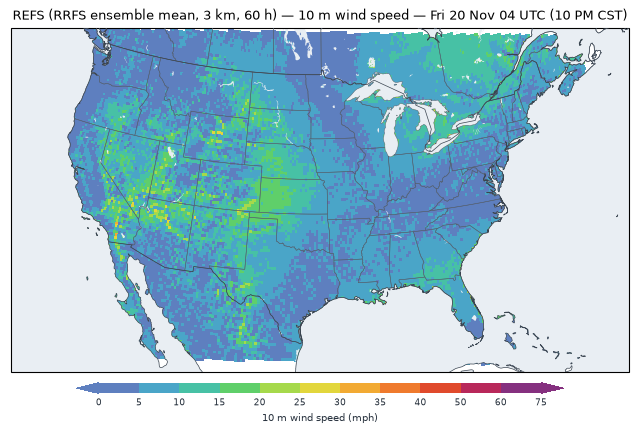 REFS (RRFS ensemble mean, 3 km, 60 h) — 10 m wind speed — Fri 20 Nov 04 UTC (10 PM CST)
0 5 10 15 20 25 30 35 40 50 60 75
10 m wind speed (mph)